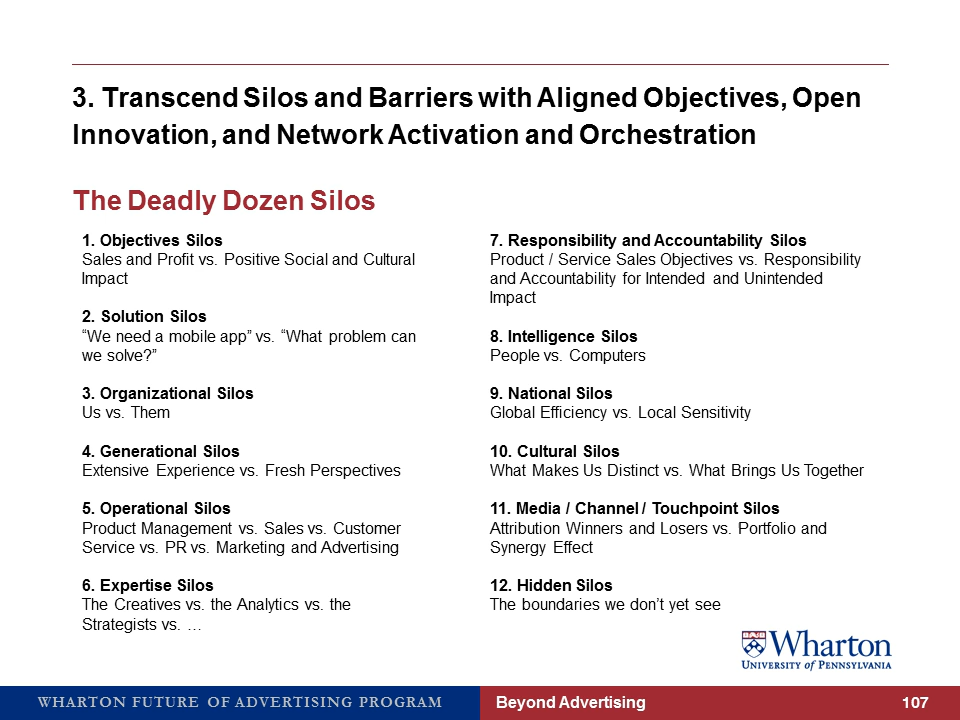 3. Transcend Silos and Barriers with Aligned Objectives, Open
Innovation, and Network Activation and Orchestration
The Deadly Dozen Silos
1. Objectives Silos
Sales and Profit vs. Positive Social and Cultural
Impact
2. Solution Silos
“We need a mobile app” vs. “What problem can
we solve?”
3. Organizational Silos
Us vs. Them
4. Generational Silos
Extensive Experience vs. Fresh Perspectives
5. Operational Silos
Product Management vs. Sales vs. Customer
Service vs. PR vs. Marketing and Advertising
6. Expertise Silos
The Creatives vs. the Analytics vs. the
Strategists vs. …
7. Responsibility and Accountability Silos
Product / Service Sales Objectives vs. Responsibility
and Accountability for Intended and Unintended
Impact
8. Intelligence Silos
People vs. Computers
9. National Silos
Global Efficiency vs. Local Sensitivity
10. Cultural Silos
What Makes Us Distinct vs. What Brings Us Together
11. Media / Channel / Touchpoint Silos
Attribution Winners and Losers vs. Portfolio and
Synergy Effect
12. Hidden Silos
The boundaries we don’t yet see
Wharton
UNIVERSITY of PENNSYLVANIA
WHARTON FUTURE OF ADVERTISING PROGRAM
Beyond Advertising
107